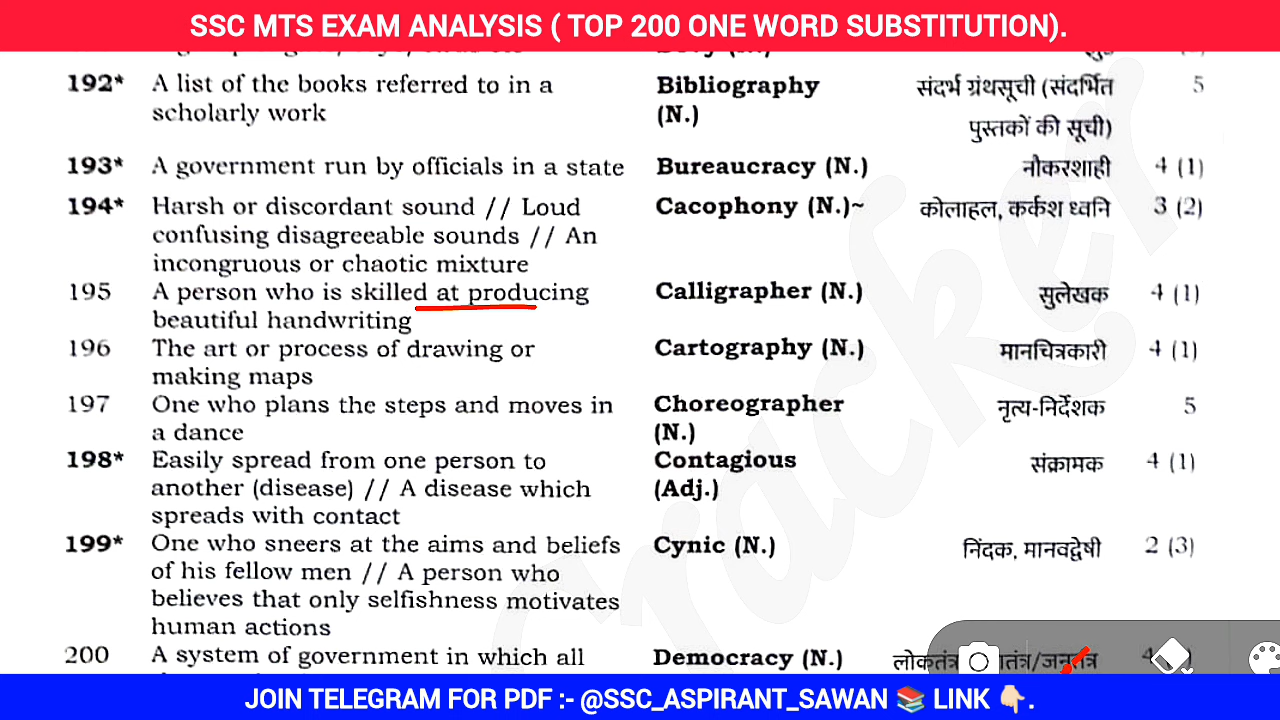 SSC MTS EXAM ANALYSIS ( TOP 200 ONE WORD SUBSTITUTION).
192* A list of the books referred to in a Bibliography संदर्भ ग्रंथसूची (संदर्भित 5
scholarly work (N.) पुस्तकों की सूची)
193* A government run by officials in a state Bureaucracy (N.) नौकरशाही 4 (1)
194* Harsh or discordant sound // Loud Cacophony (N.)~ कोलाहल, कर्कश ध्वनि 3 (2)
confusing disagreeable sounds // An
incongruous or chaotic mixture
195 A person who is skilled at producing Calligrapher (N.) सुलेखक 4 (1)
beautiful handwriting
196 The art or process of drawing or Cartography (N.) मानचित्रकारी 4 (1)
making maps
197 One who plans the steps and moves in Choreographer नृत्य-निर्देशक 5
a dance (N.)
198* Easily spread from one person to Contagious संक्रामक 4 (1)
another (disease) // A disease which (Adj.)
spreads with contact
199* One who sneers at the aims and beliefs Cynic (N.) निंदक, मानवद्वेषी 2 (3)
of his fellow men // A person who
believes that only selfishness motivates
human actions
200 A system of government in which all Democracy (N.)
JOIN TELEGRAM FOR PDF :- @SSC_ASPIRANT_SAWAN 📚 LINK 👇🏻.